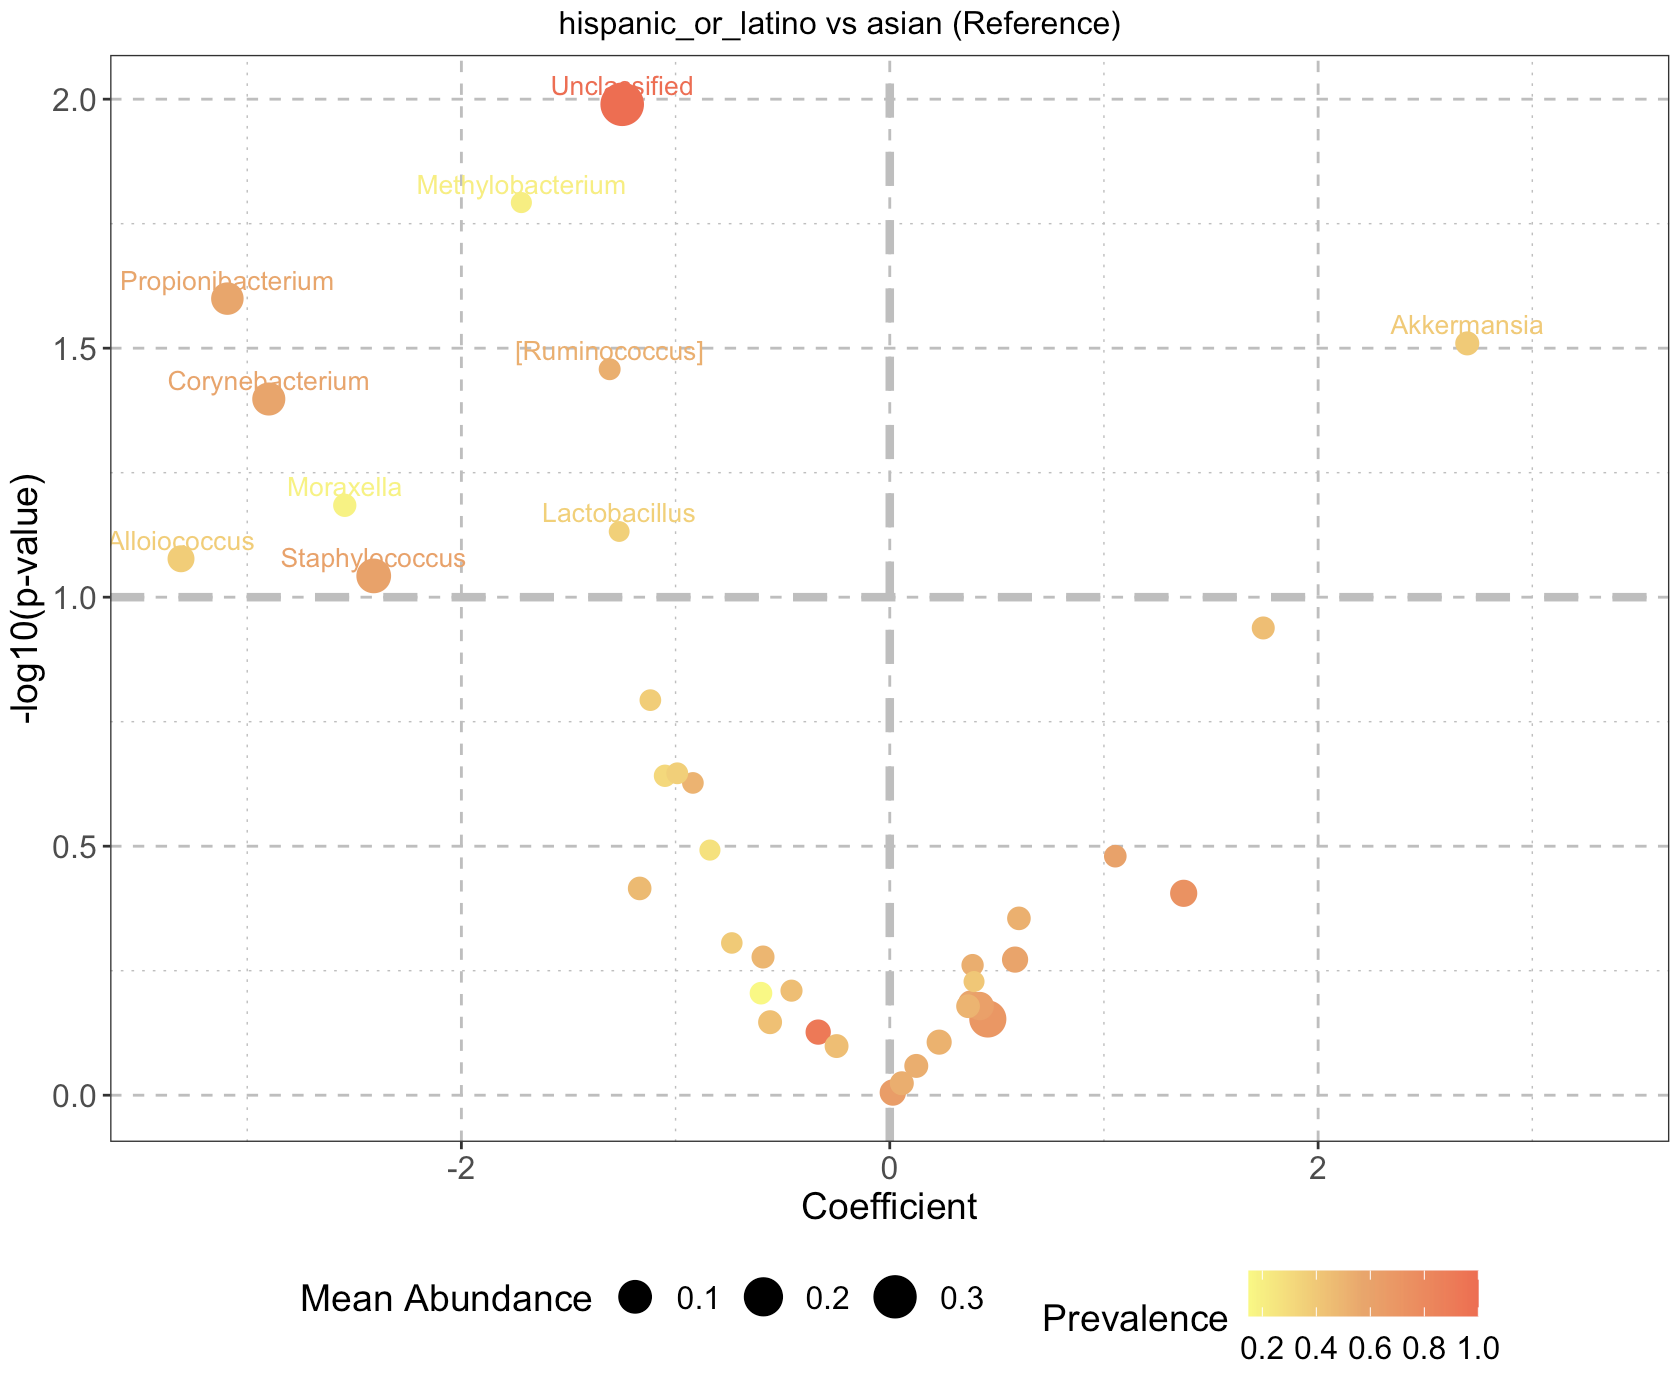 hispanic_or_latino vs asian (Reference)
Unclassified
Methylobacterium
Propionibacterium
Akkermansia
[Ruminococcus]
Corynebacterium
Moraxella
Lactobacillus
Alloiococcus
Staphylococcus
2.0
1.5
1.0
0.5
0.0
-log10(p-value)
-2 0 2
Coefficient
Mean Abundance 0.1 0.2 0.3
Prevalence
0.2 0.4 0.6 0.8 1.0